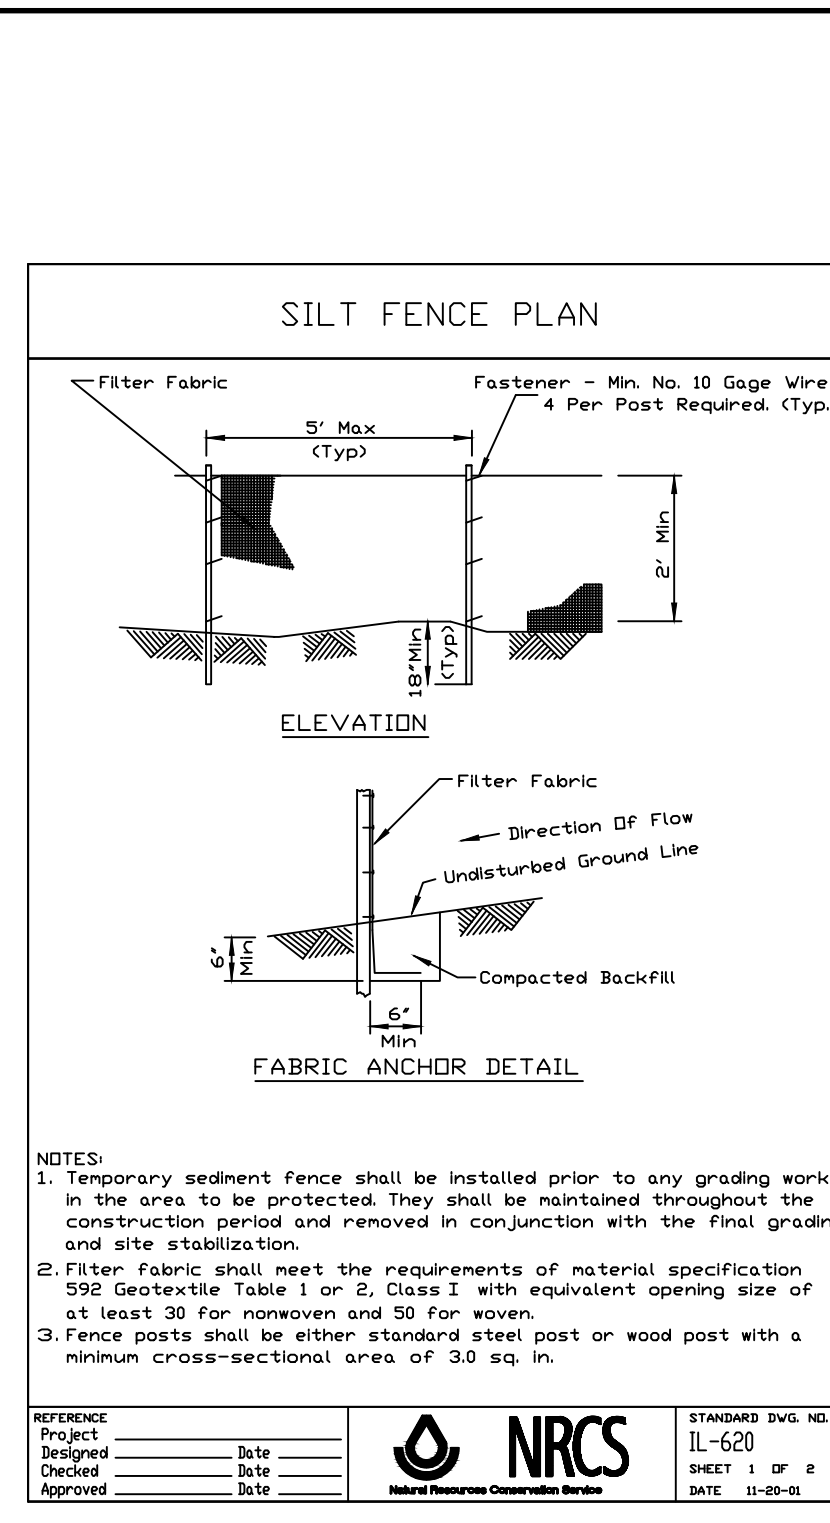 SILT FENCE PLAN
Filter Fabric
Fastener - Min. No. 10 Gage Wire
4 Per Post Required. (Typ.
5' Max
(Typ)
2' Min
18"Min
(Typ)
ELEVATION
Filter Fabric
Direction Of Flow
Undisturbed Ground Line
6"
Min
Compacted Backfill
6"
Min
FABRIC ANCHOR DETAIL
NOTES:
1. Temporary sediment fence shall be installed prior to any grading work
in the area to be protected. They shall be maintained throughout the
construction period and removed in conjunction with the final gradin
and site stabilization.
2. Filter fabric shall meet the requirements of material specification
592 Geotextile Table 1 or 2, Class I with equivalent opening size of
at least 30 for nonwoven and 50 for woven.
3. Fence posts shall be either standard steel post or wood post with a
minimum cross-sectional area of 3.0 sq. in.
REFERENCE
Project
Designed Date
Checked Date
Approved Date
NRCS
Natural Resources Conservation Service
STANDARD DWG. NO.
IL-620
SHEET 1 OF 2
DATE 11-20-01